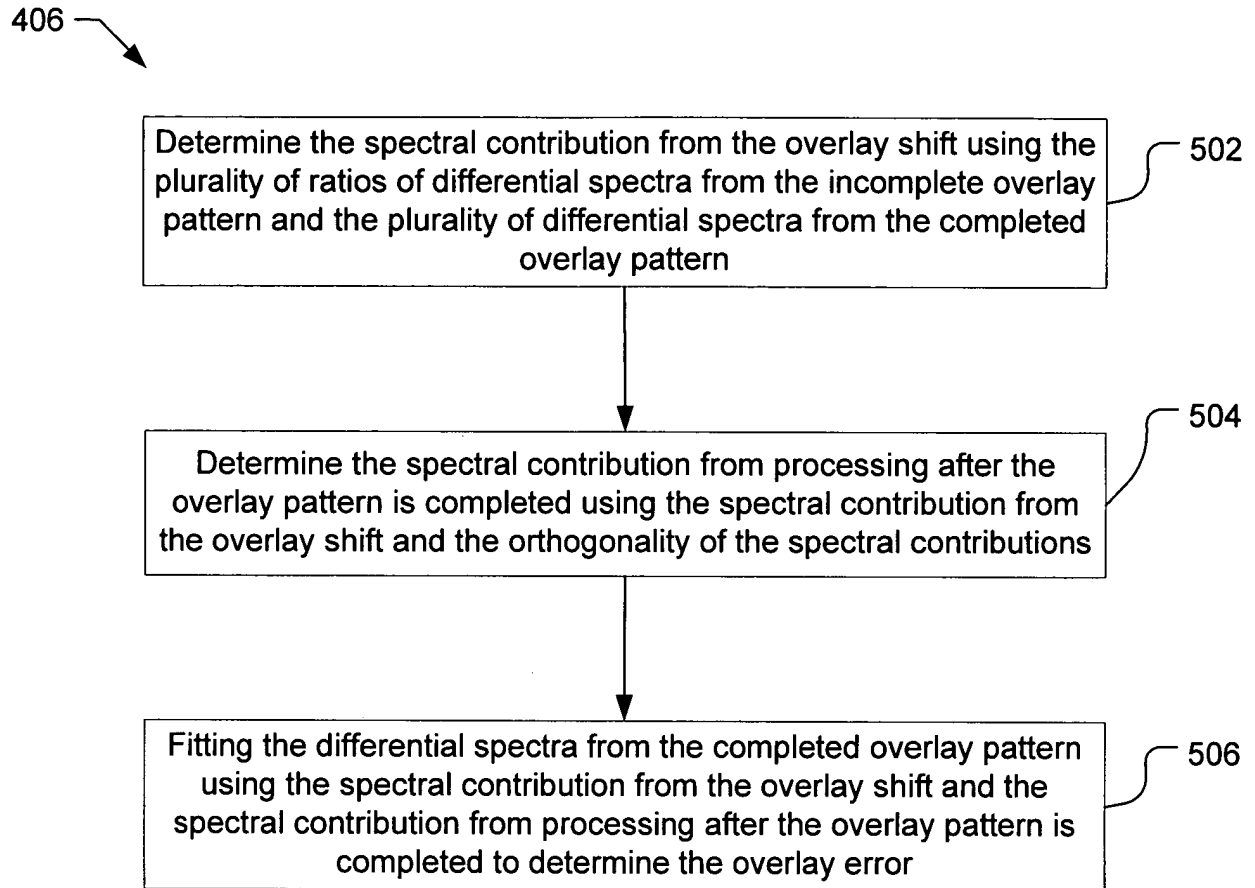 406
Determine the spectral contribution from the overlay shift using the
plurality of ratios of differential spectra from the incomplete overlay
pattern and the plurality of differential spectra from the completed
overlay pattern
502
Determine the spectral contribution from processing after the
overlay pattern is completed using the spectral contribution from
the overlay shift and the orthogonality of the spectral contributions
504
Fitting the differential spectra from the completed overlay pattern
using the spectral contribution from the overlay shift and the
spectral contribution from processing after the overlay pattern is
completed to determine the overlay error
506